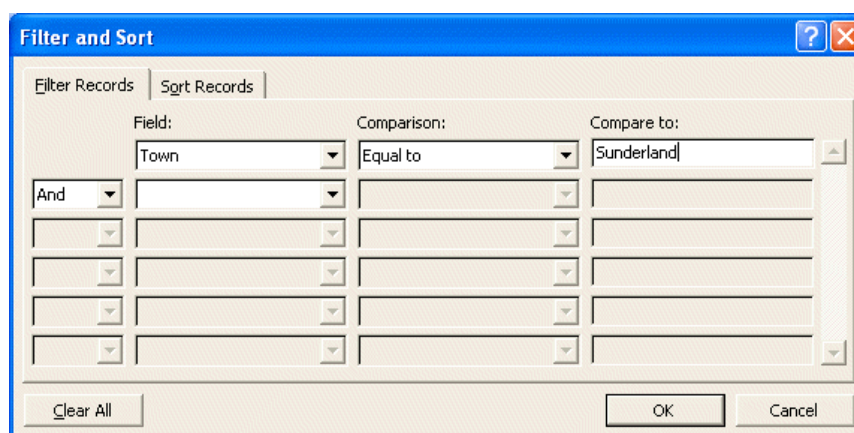 Filter and Sort
Filter Records Sort Records
Field: Comparison: Compare to:
Town Equal to Sunderland
And
Clear All OK Cancel